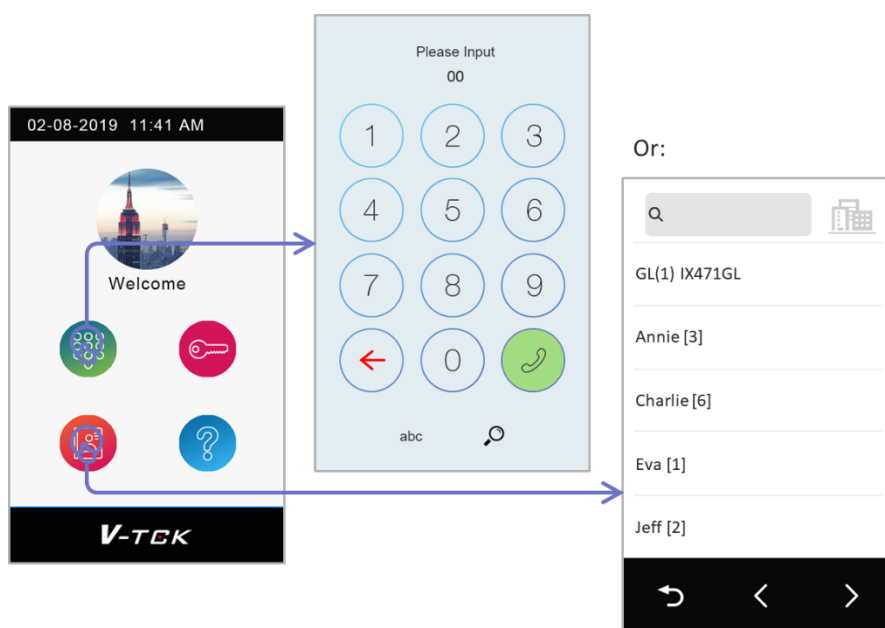 02-08-2019 11:41 AM
Welcome
V-TCK
Please Input
00
1 2 3
4 5 6
7 8 9
0
abc
Or:
GL(1) IX471GL
Annie [3]
Charlie [6]
Eva [1]
Jeff [2]